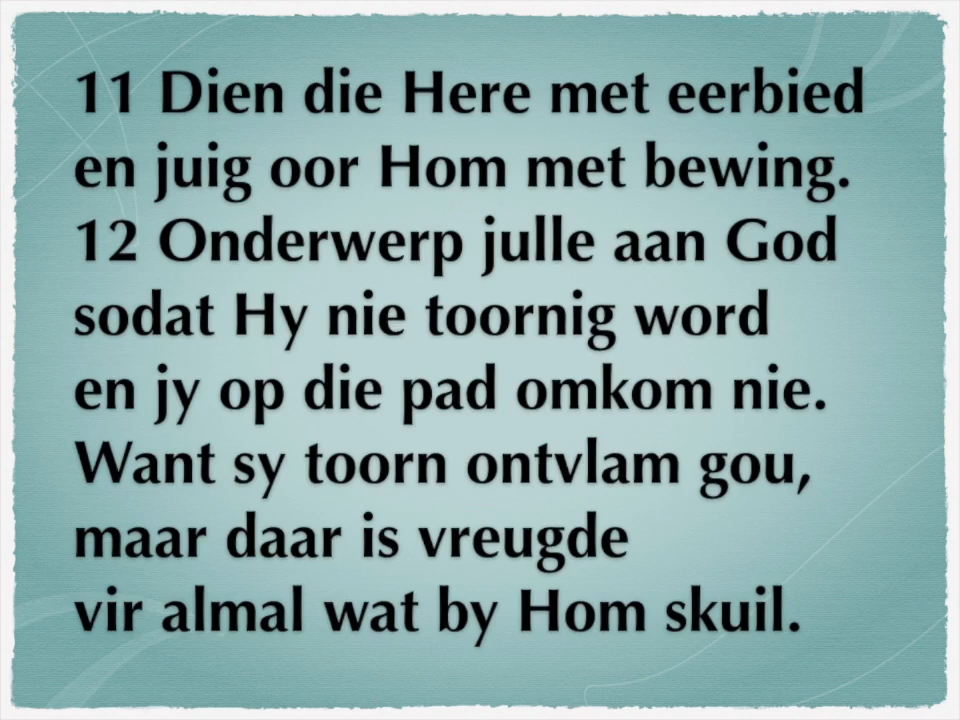 11 Dien die Here met eerbied
en juig oor Hom met bewing.
12 Onderwerp julle aan God
sodat Hy nie toornig word
en jy op die pad omkom nie.
Want sy toorn ontvlam gou,
maar daar is vreugde
vir almal wat by Hom skuil.